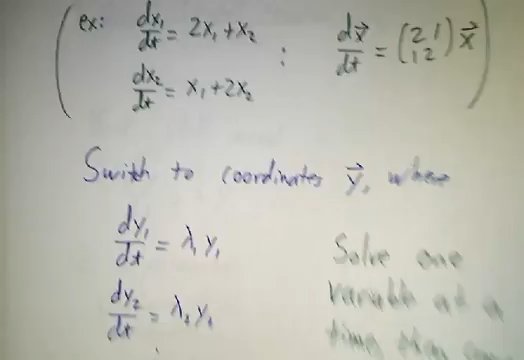 (ex: dx₁/dt = 2x₁ + x₂ ; dx⃗/dt = (2 1 / 1 2) x⃗)
dx₂/dt = x₁ + 2x₂
Switch to coordinates y⃗, where
dy₁/dt = λ₁y₁
Solve one
dy₂/dt = λ₂y₂
variable at a
time, then